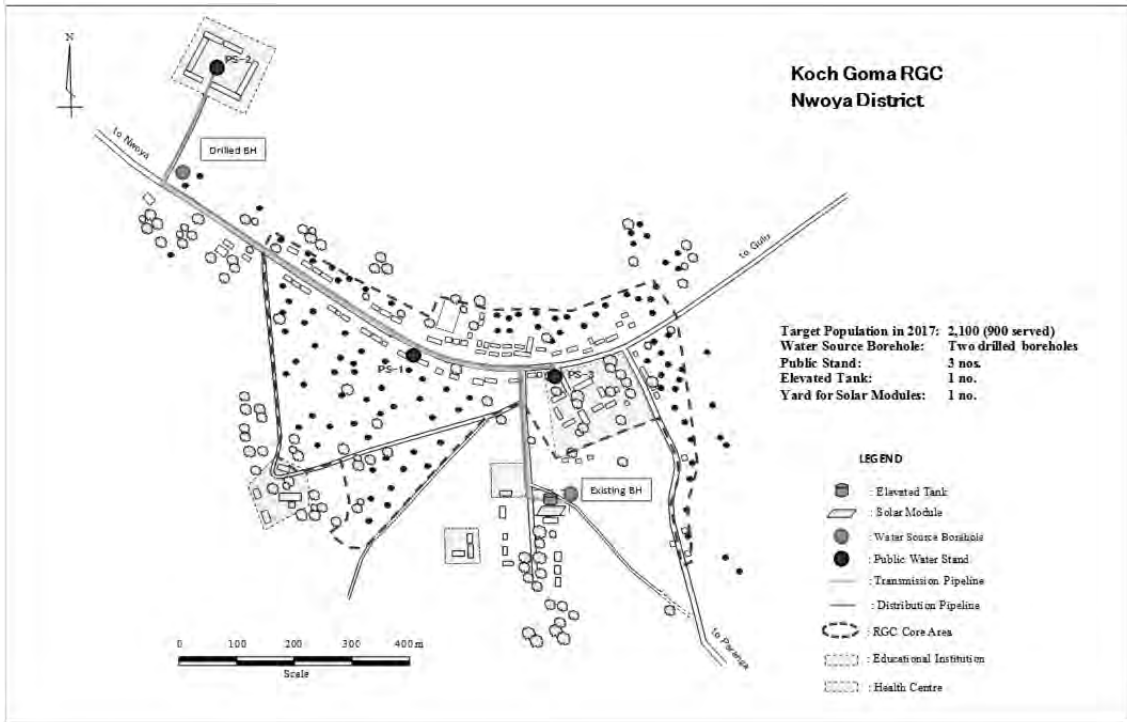 Koch Goma RGC
Nwoya District
N
PS-2
to Nwoya
Drilled BH
to Gulu
PS-1
PS-3
Existing BH
to Paranga
Target Population in 2017: 2,100 (900 served)
Water Source Borehole: Two drilled boreholes
Public Stand: 3 nos.
Elevated Tank: 1 no.
Yard for Solar Modules: 1 no.
LEGEND
: Elevated Tank
: Solar Module
: Water Source Borehole
: Public Water Stand
: Transmission Pipeline
: Distribution Pipeline
: RGC Core Area
: Educational Institution
: Health Centre
0 100 200 300 400 m
Scale